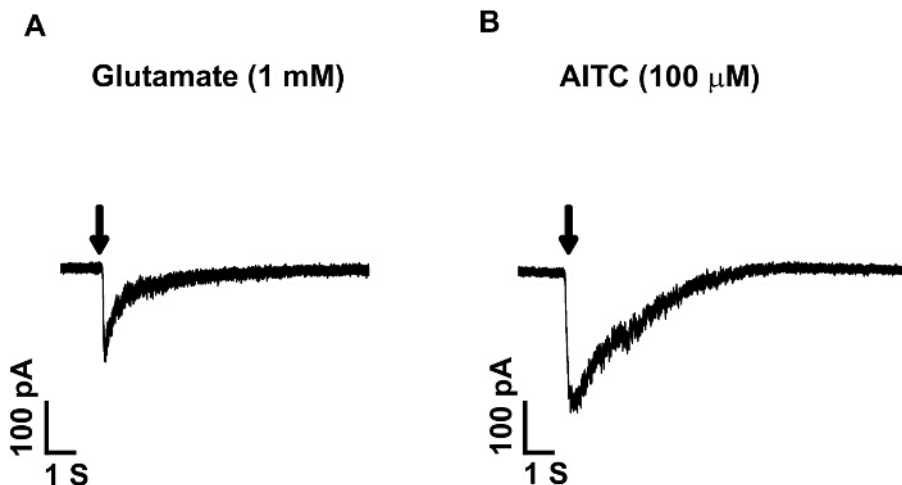 A
Glutamate (1 mM)
100 pA
1 S
B
AITC (100 μM)
100 pA
1 S